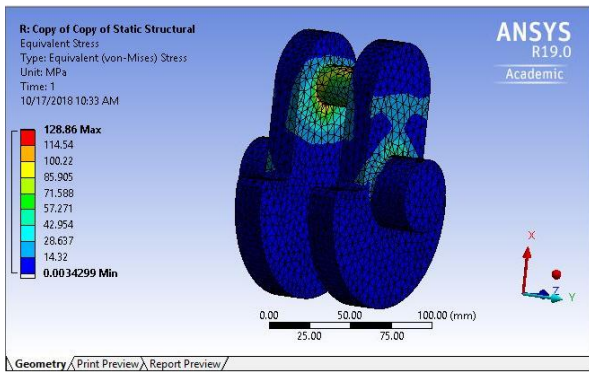 R: Copy of Copy of Static Structural
Equivalent Stress
Type: Equivalent (von-Mises) Stress
Unit: MPa
Time: 1
10/17/2018 10:33 AM
ANSYS
R19.0
Academic
128.86 Max
114.54
100.22
85.905
71.588
57.271
42.954
28.637
14.32
0.0034299 Min
X
Z
Y
0.00 50.00 100.00 (mm)
25.00 75.00
Geometry Print Preview Report Preview